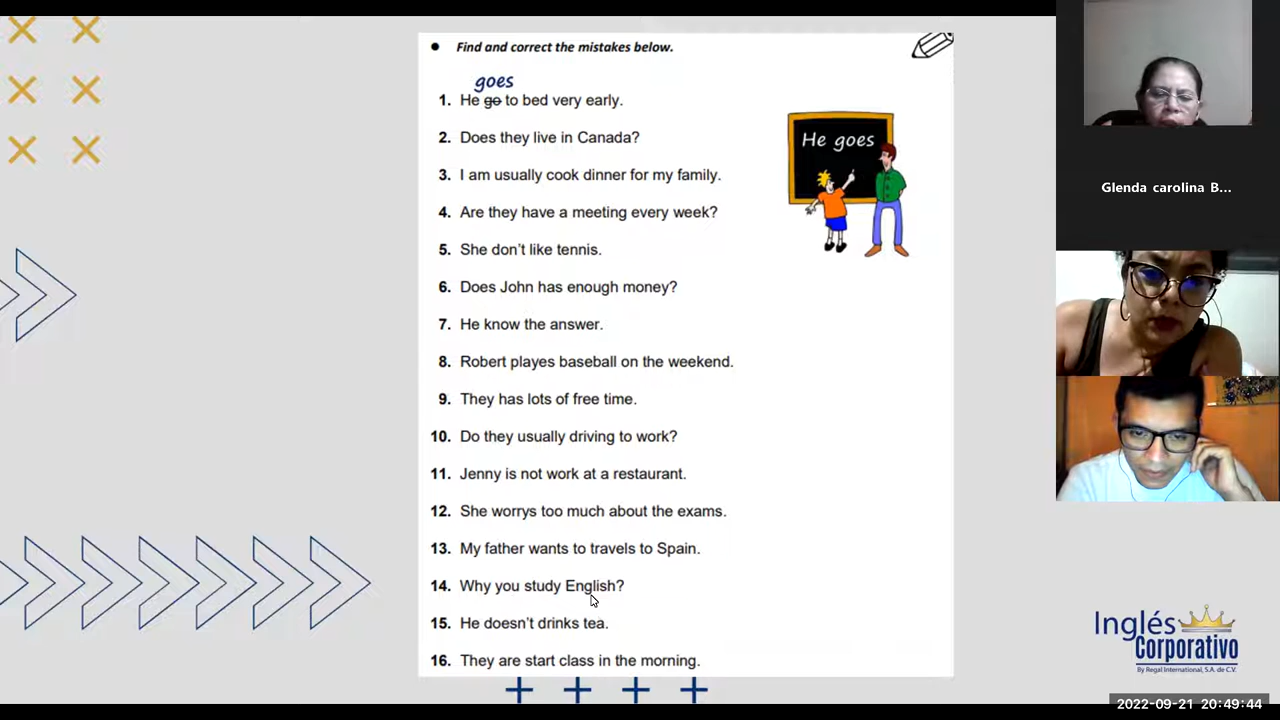 ● Find and correct the mistakes below.
goes
1. He go to bed very early.
2. Does they live in Canada?
3. I am usually cook dinner for my family.
4. Are they have a meeting every week?
5. She don't like tennis.
6. Does John has enough money?
7. He know the answer.
8. Robert playes baseball on the weekend.
9. They has lots of free time.
10. Do they usually driving to work?
11. Jenny is not work at a restaurant.
12. She worrys too much about the exams.
13. My father wants to travels to Spain.
14. Why you study English?
15. He doesn't drinks tea.
16. They are start class in the morning.
He goes
Glenda carolina B...
Inglés
Corporativo
By Regal International, S.A. de C.V.
2022-09-21 20:49:44